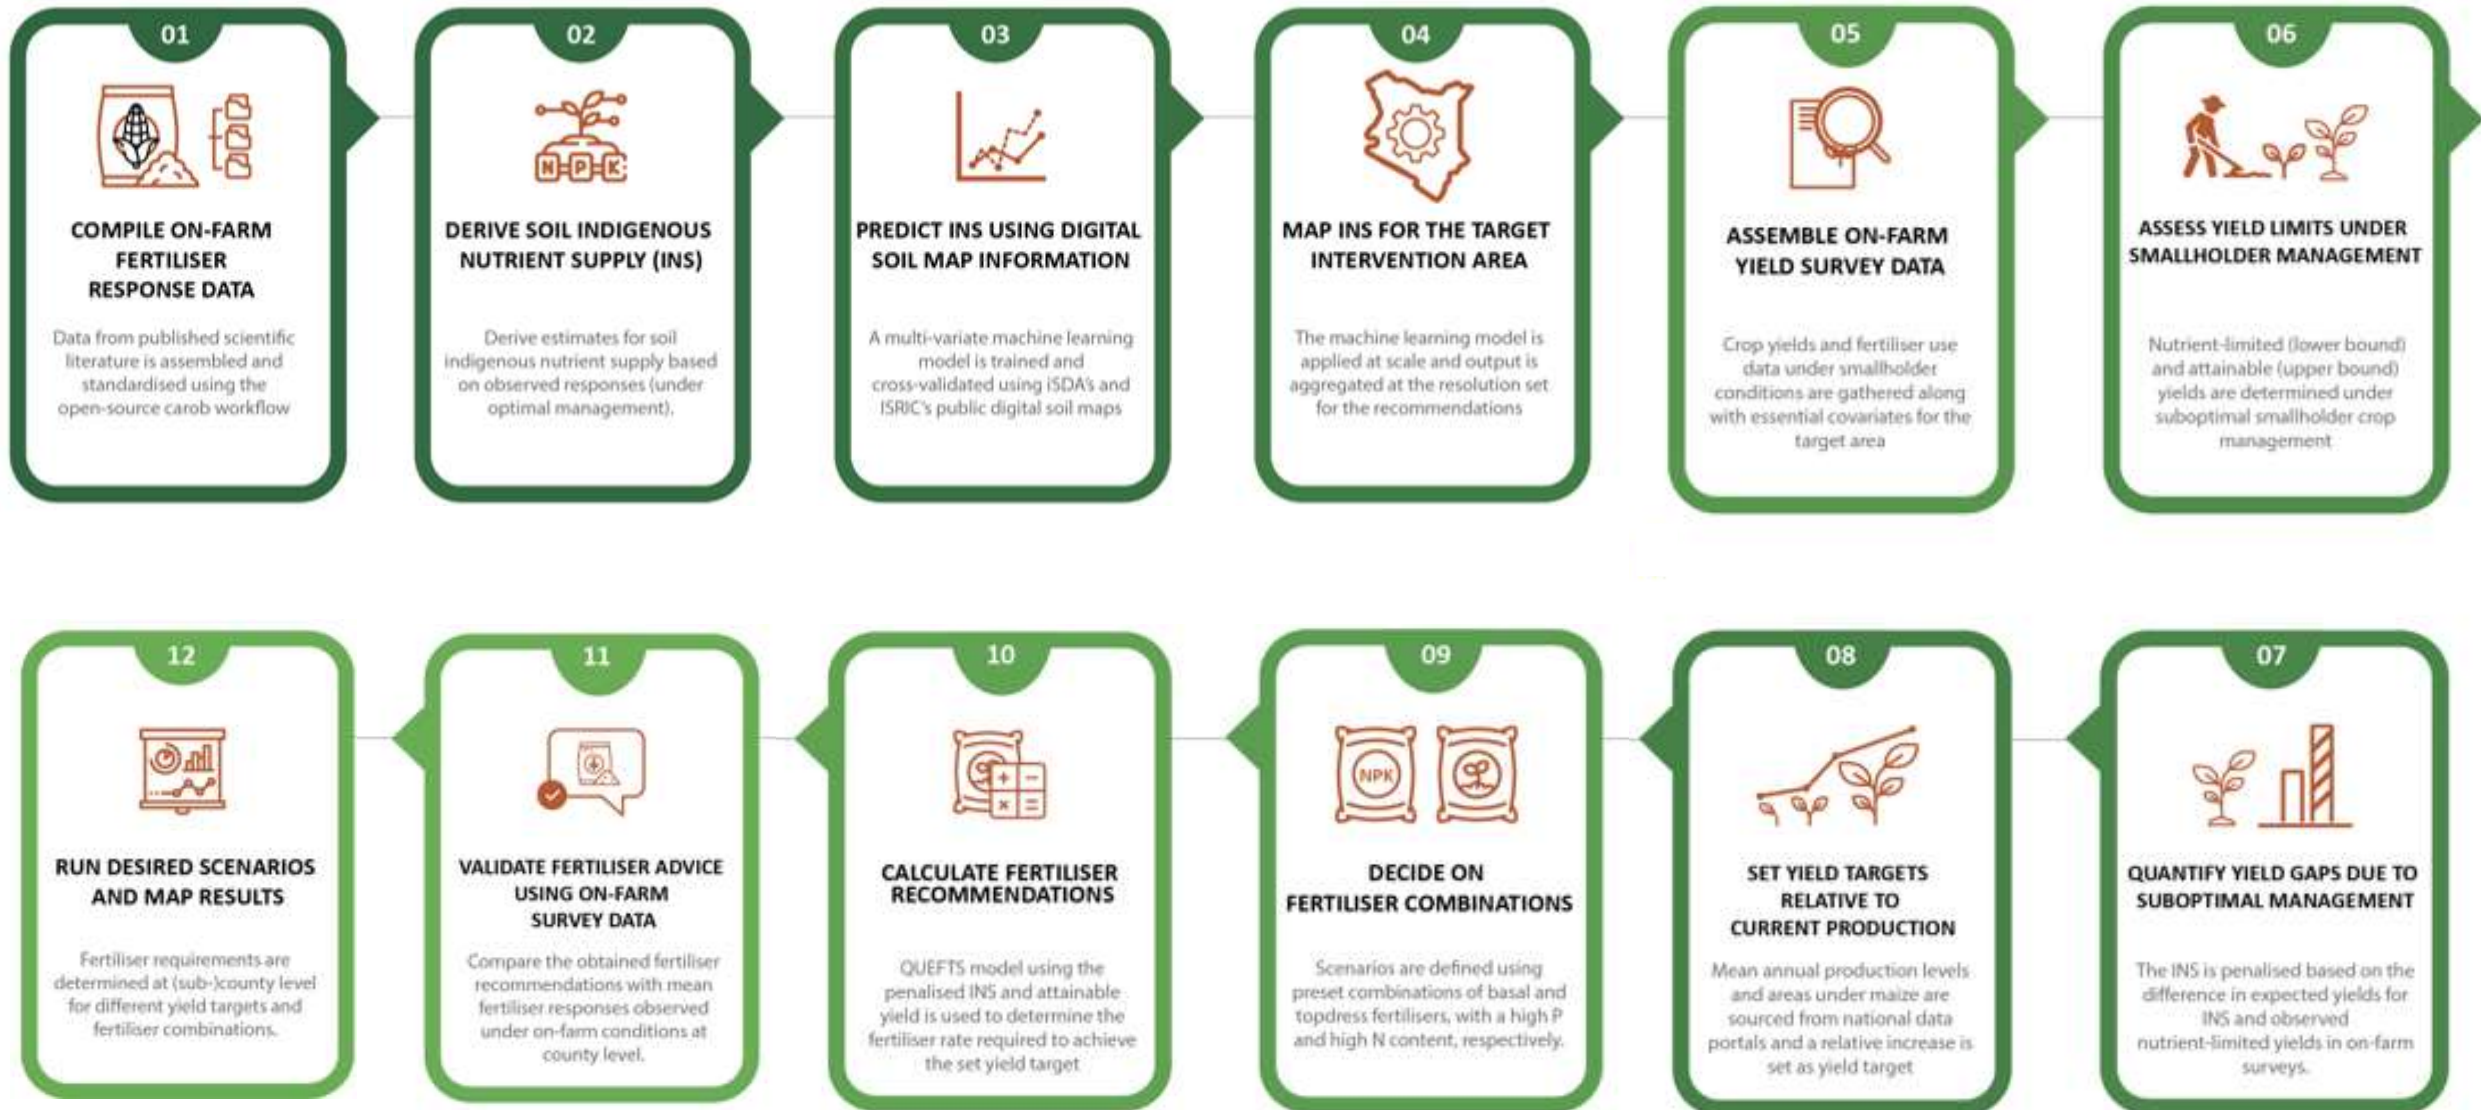 01
COMPILE ON-FARM
FERTILISER
RESPONSE DATA
Data from published scientific
literature is assembled and
standardised using the
open-source carob workflow
02
N P K
DERIVE SOIL INDIGENOUS
NUTRIENT SUPPLY (INS)
Derive estimates for soil
indigenous nutrient supply based
on observed responses (under
optimal management).
03
PREDICT INS USING DIGITAL
SOIL MAP INFORMATION
A multi-variate machine learning
model is trained and
cross-validated using iSDA's and
ISRIC's public digital soil maps
04
MAP INS FOR THE TARGET
INTERVENTION AREA
The machine learning model is
applied at scale and output is
aggregated at the resolution set
for the recommendations
05
ASSEMBLE ON-FARM
YIELD SURVEY DATA
Crop yields and fertiliser use
data under smallholder
conditions are gathered along
with essential covariates for the
target area
06
ASSESS YIELD LIMITS UNDER
SMALLHOLDER MANAGEMENT
Nutrient-limited (lower bound)
and attainable (upper bound)
yields are determined under
suboptimal smallholder crop
management
07
QUANTIFY YIELD GAPS DUE TO
SUBOPTIMAL MANAGEMENT
The INS is penalised based on the
difference in expected yields for
INS and observed
nutrient-limited yields in on-farm
surveys.
08
SET YIELD TARGETS
RELATIVE TO
CURRENT PRODUCTION
Mean annual production levels
and areas under maize are
sourced from national data
portals and a relative increase is
set as yield target
09
NPK
DECIDE ON
FERTILISER COMBINATIONS
Scenarios are defined using
preset combinations of basal and
topdress fertilisers, with a high P
and high N content, respectively.
10
CALCULATE FERTILISER
RECOMMENDATIONS
QUEFTS model using the
penalised INS and attainable
yield is used to determine the
fertiliser rate required to achieve
the set yield target
11
VALIDATE FERTILISER ADVICE
USING ON-FARM
SURVEY DATA
Compare the obtained fertiliser
recommendations with mean
fertiliser responses observed
under on-farm conditions at
county level.
12
RUN DESIRED SCENARIOS
AND MAP RESULTS
Fertiliser requirements are
determined at (sub-)county level
for different yield targets and
fertiliser combinations.